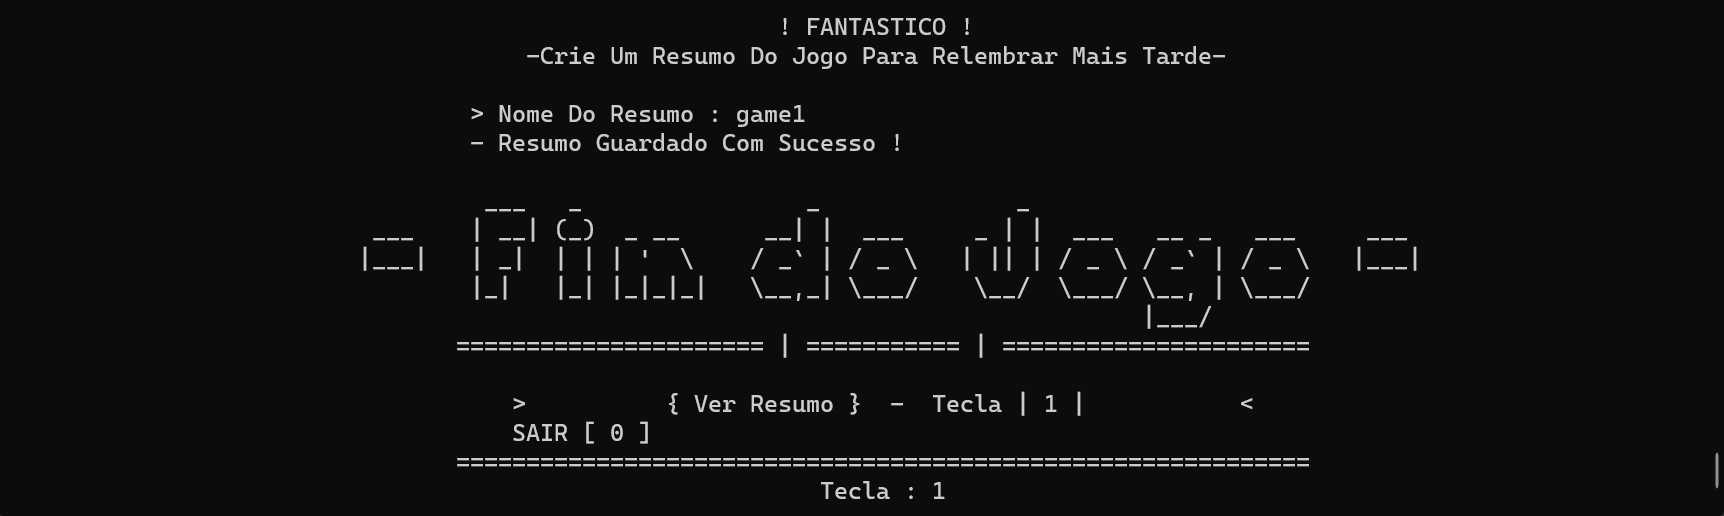 ! FANTASTICO !
-Crie Um Resumo Do Jogo Para Relembrar Mais Tarde-
> Nome Do Resumo : game1
- Resumo Guardado Com Sucesso !
- Fim do Jogo -
====================== | =========== | ======================
> { Ver Resumo } - Tecla | 1 | <
SAIR [ 0 ]
=============================================================
Tecla : 1